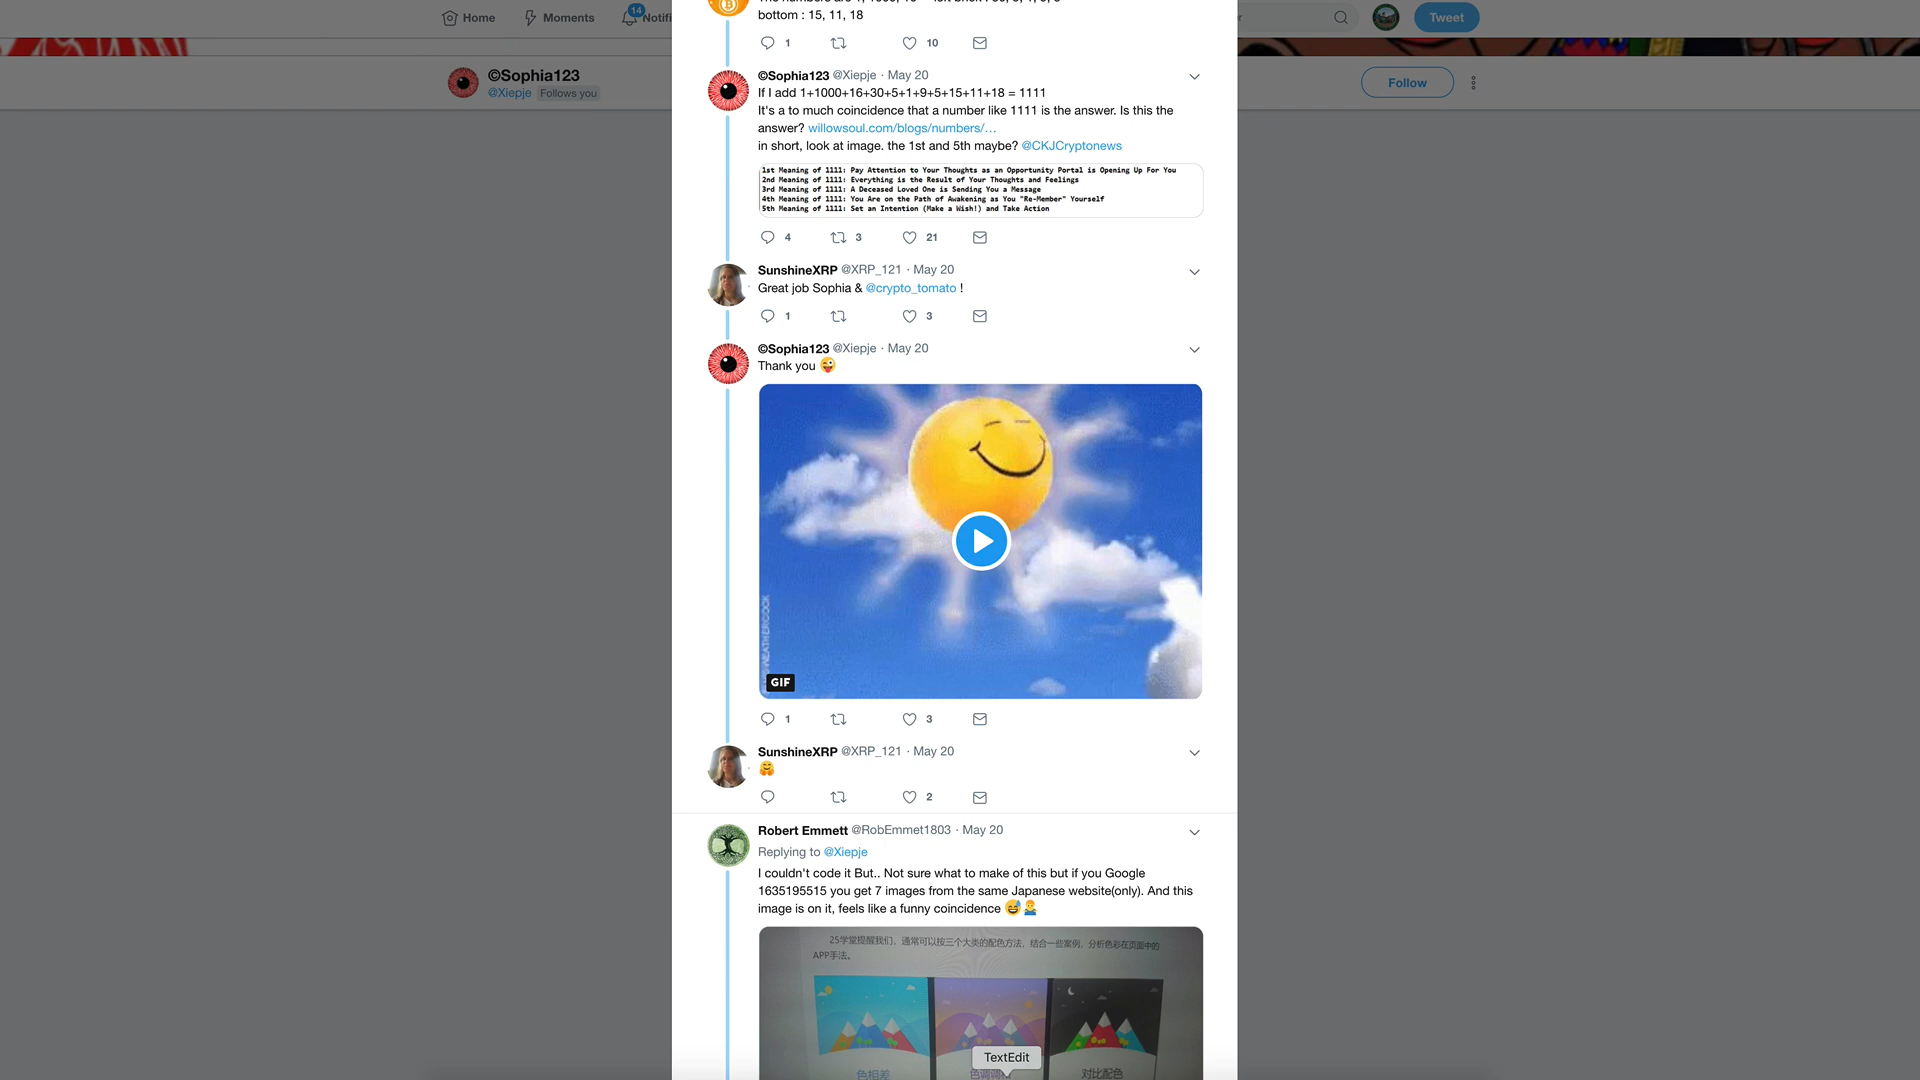 Home
Moments
14
Notifi
Tweet
©Sophia123
@Xiepje Follows you
Follow
bottom : 15, 11, 18
1 10
©Sophia123 @Xiepje · May 20
If I add 1+1000+16+30+5+1+9+5+15+11+18 = 1111
It's a to much coincidence that a number like 1111 is the answer. Is this the
answer? willowsoul.com/blogs/numbers/…
in short, look at image. the 1st and 5th maybe? @CKJCryptonews
1st Meaning of 1111: Pay Attention to Your Thoughts as an Opportunity Portal is Opening Up For You
2nd Meaning of 1111: Everything is the Result of Your Thoughts and Feelings
3rd Meaning of 1111: A Deceased Loved One is Sending You a Message
4th Meaning of 1111: You Are on the Path of Awakening as You "Re-Member" Yourself
5th Meaning of 1111: Set an Intention (Make a Wish!) and Take Action
4 3 21
SunshineXRP @XRP_121 · May 20
Great job Sophia & @crypto_tomato !
1 3
©Sophia123 @Xiepje · May 20
Thank you 😜
GIF
1 3
SunshineXRP @XRP_121 · May 20
🤗
2
Robert Emmett @RobEmmet1803 · May 20
Replying to @Xiepje
I couldn't code it But.. Not sure what to make of this but if you Google
1635195515 you get 7 images from the same Japanese website(only). And this
image is on it, feels like a funny coincidence 😅🤷‍♂️
25学堂提醒我们，通常可以按三个大类的配色方法，结合一些案例，分析色彩在页面中的
APP手法。
TextEdit
色相差
对比配色